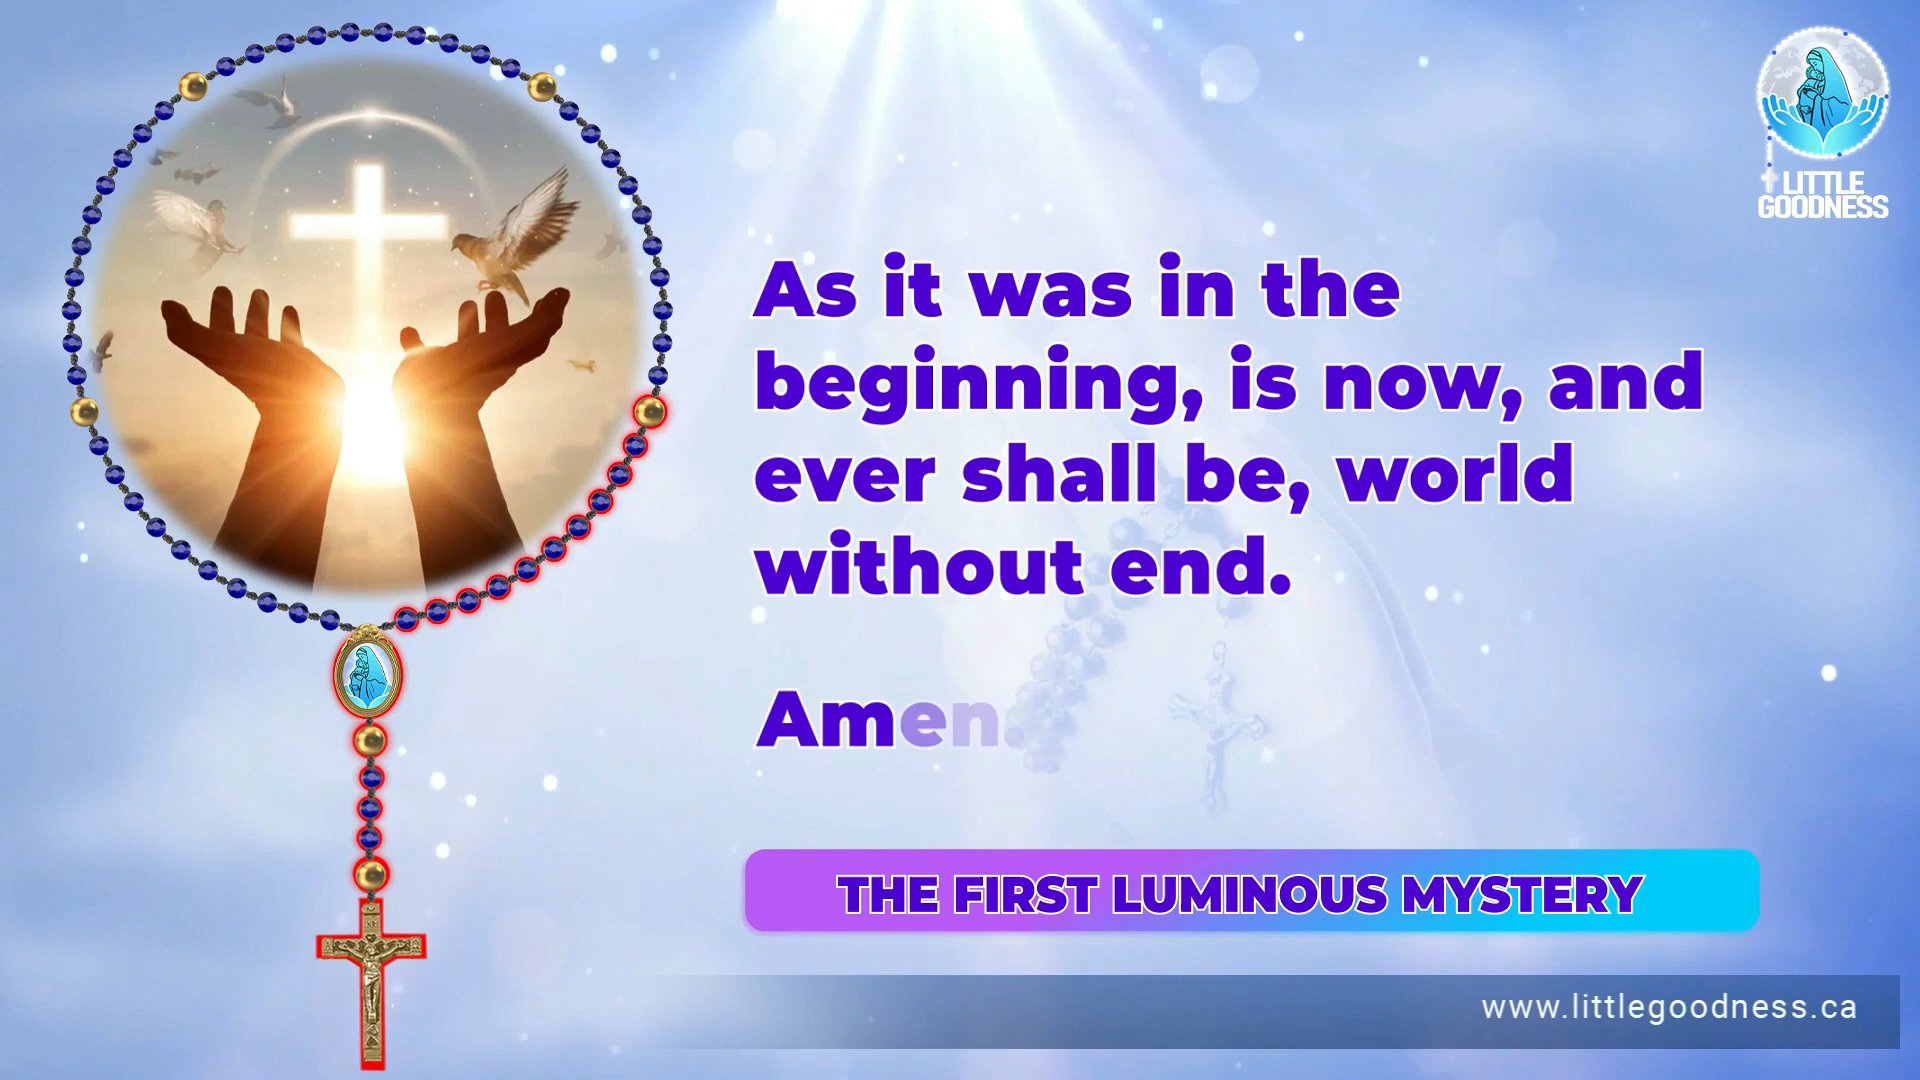 As it was in the
beginning, is now, and
ever shall be, world
without end.
Amen.
THE FIRST LUMINOUS MYSTERY
www.littlegoodness.ca
LITTLE
GOODNESS